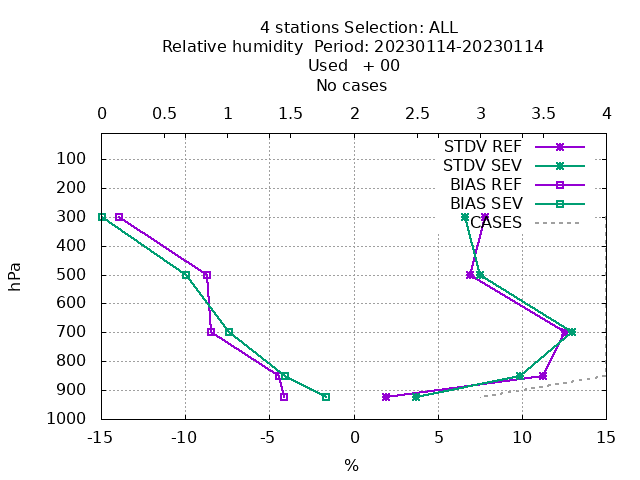 4 stations Selection: ALL
Relative humidity  Period: 20230114-20230114
Used   + 00
No cases
0 0.5 1 1.5 2 2.5 3 3.5 4
STDV REF
STDV SEV
BIAS REF
BIAS SEV
CASES
hPa
100
200
300
400
500
600
700
800
900
1000
-15 -10 -5 0 5 10 15
%